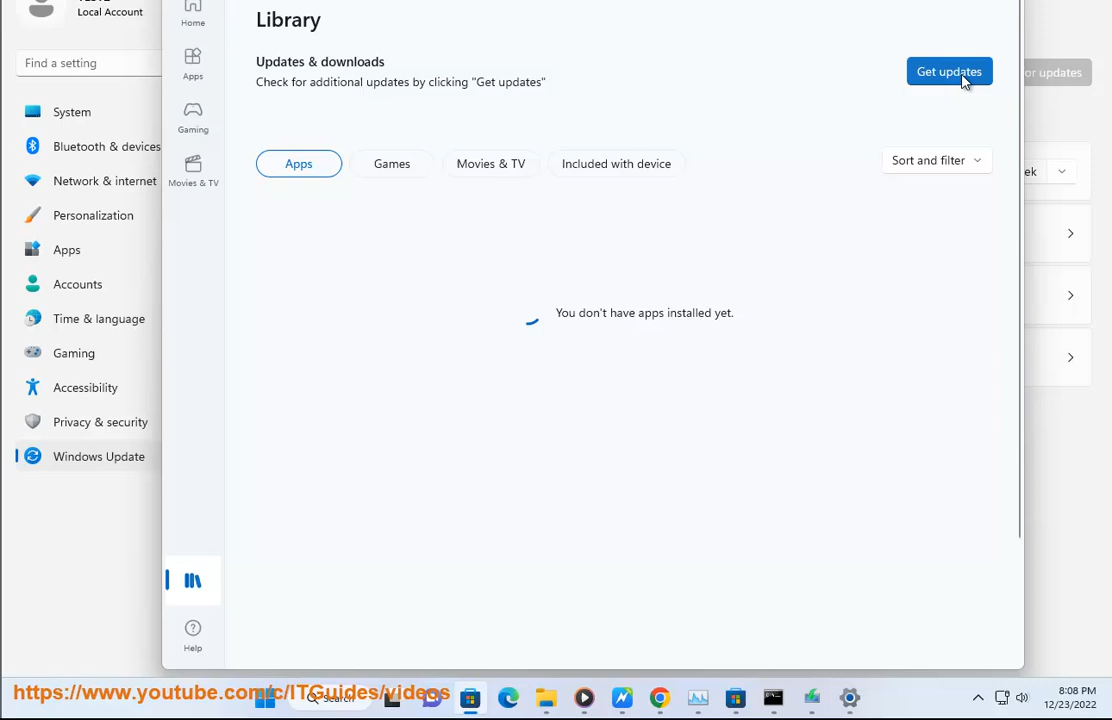 Local Account
Find a setting
System
Bluetooth & devices
Network & internet
Personalization
Apps
Accounts
Time & language
Gaming
Accessibility
Privacy & security
Windows Update
Home
Apps
Gaming
Movies & TV
Help
Library
Updates & downloads
Check for additional updates by clicking "Get updates"
Get updates
or updates
Apps
Games
Movies & TV
Included with device
Sort and filter
ek
You don't have apps installed yet.
https://www.youtube.com/c/ITGuides/videos
Search
8:08 PM
12/23/2022